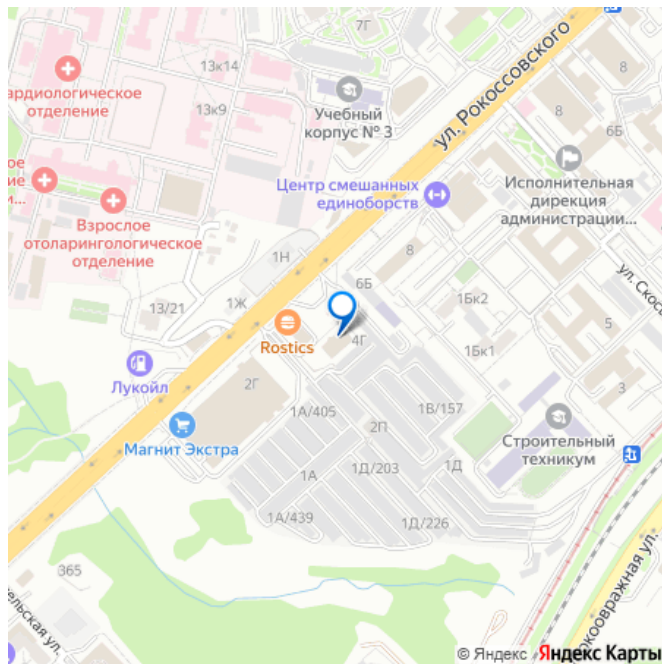 7Г
13к14
8
ардиологическое
отделение
Учебный
корпус № 3
ул. Рокоссовского
13к9
8
6Б
ое
ие
и...
Центр смешанных
единоборств
Исполнительная
дирекция
администрации...
Взрослое
отоларингологическое
отделение
1Н
8
6Б
ул. Скос
1Ж
13/21
1Бк2
5
Rostics
4Г
1Бк1
Лукойл
2Г
3
1А/405
1В/157
2П
Магнит Экстра
Строительный
техникум
1А
1Д/203
1Д
1А/439
1Д/226
365
ельская ул.
окоовражная ул.
© Яндекс Яндекс Карты